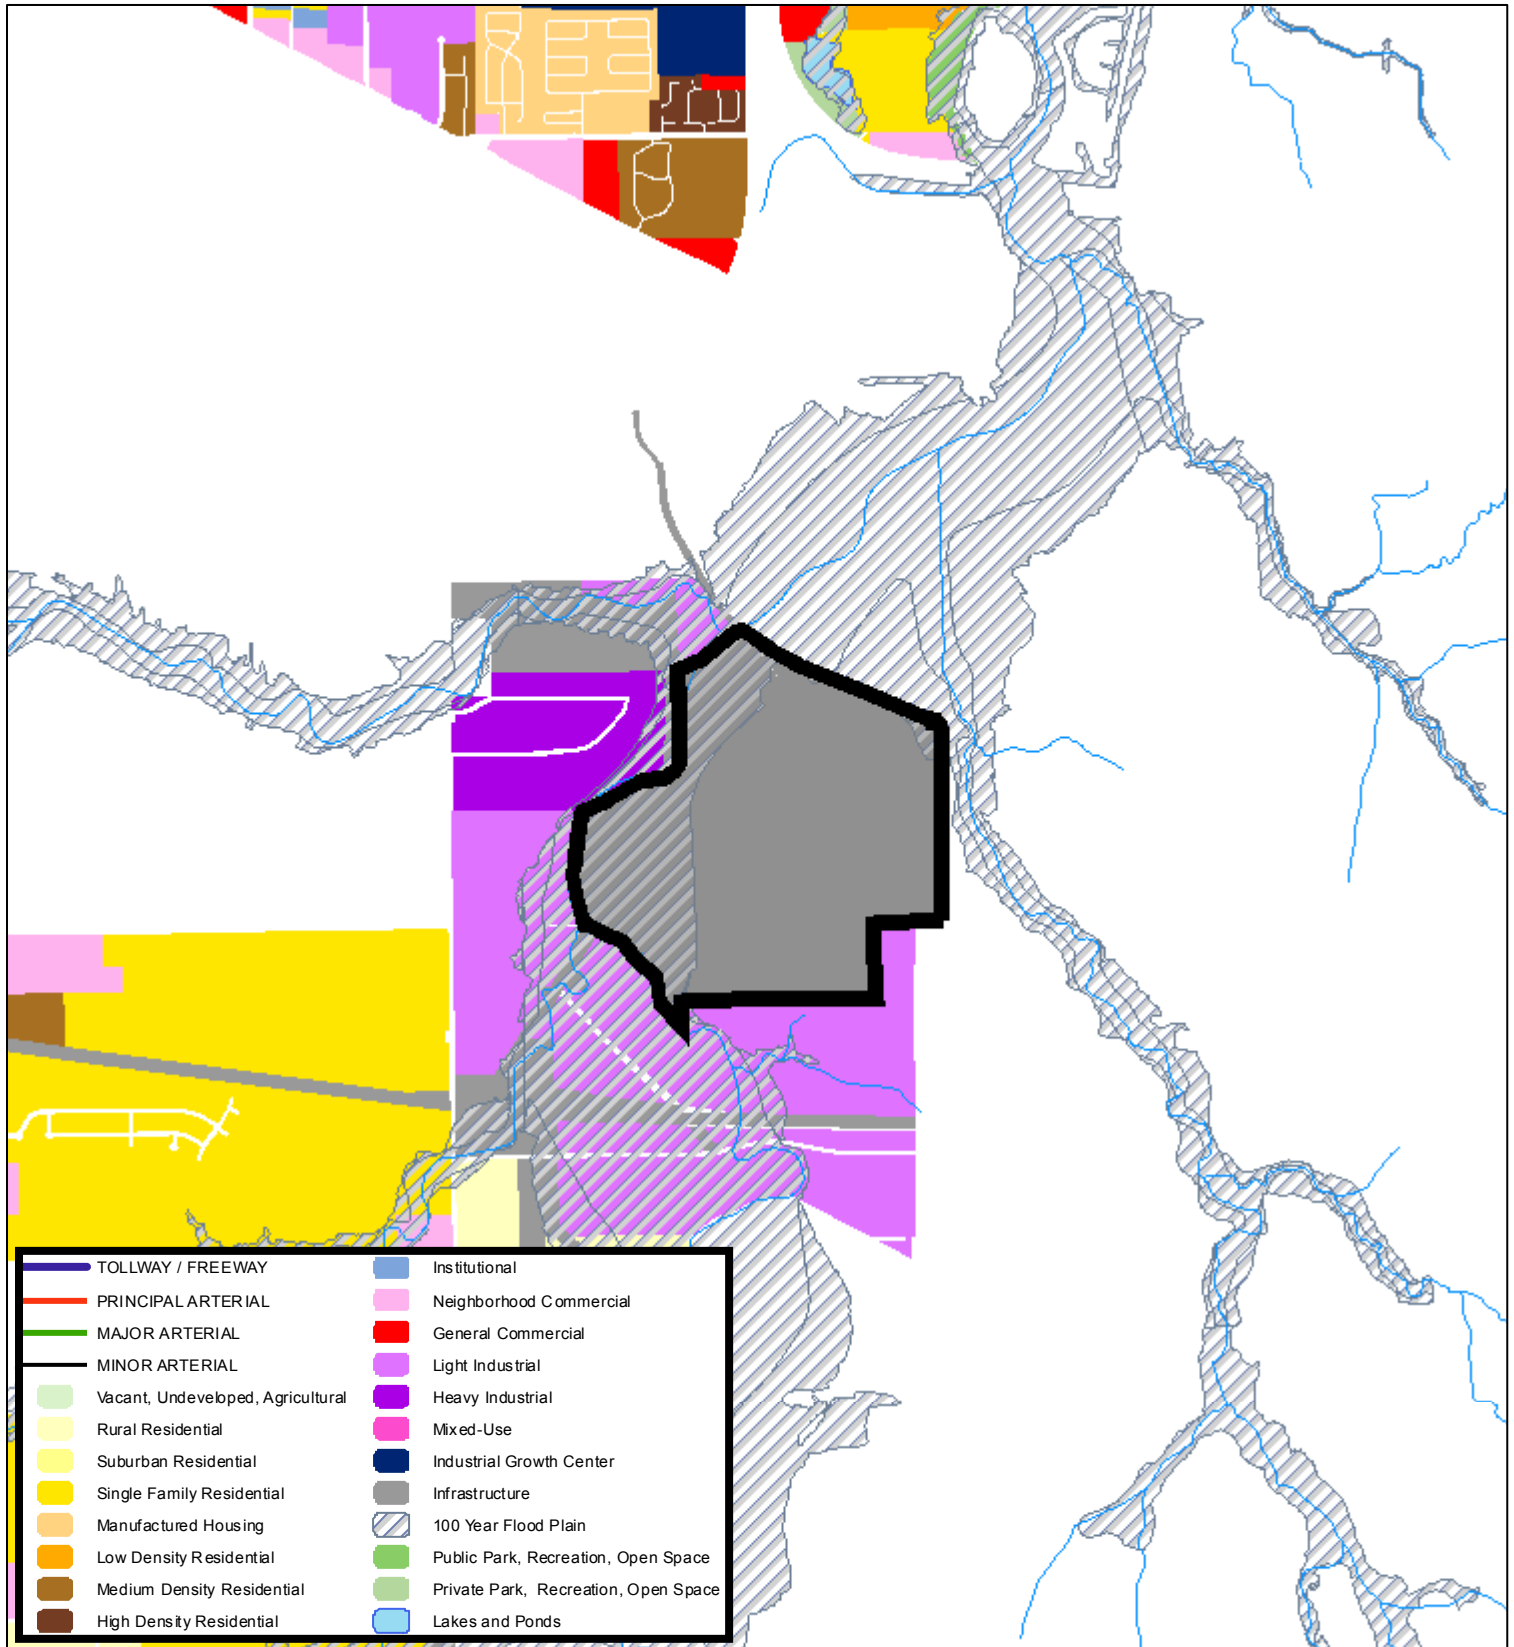 TOLLWAY / FREEWAY
PRINCIPAL ARTERIAL
MAJOR ARTERIAL
MINOR ARTERIAL
Vacant, Undeveloped, Agricultural
Rural Residential
Suburban Residential
Single Family Residential
Manufactured Housing
Low Density Residential
Medium Density Residential
High Density Residential
Institutional
Neighborhood Commercial
General Commercial
Light Industrial
Heavy Industrial
Mixed-Use
Industrial Growth Center
Infrastructure
100 Year Flood Plain
Public Park, Recreation, Open Space
Private Park, Recreation, Open Space
Lakes and Ponds